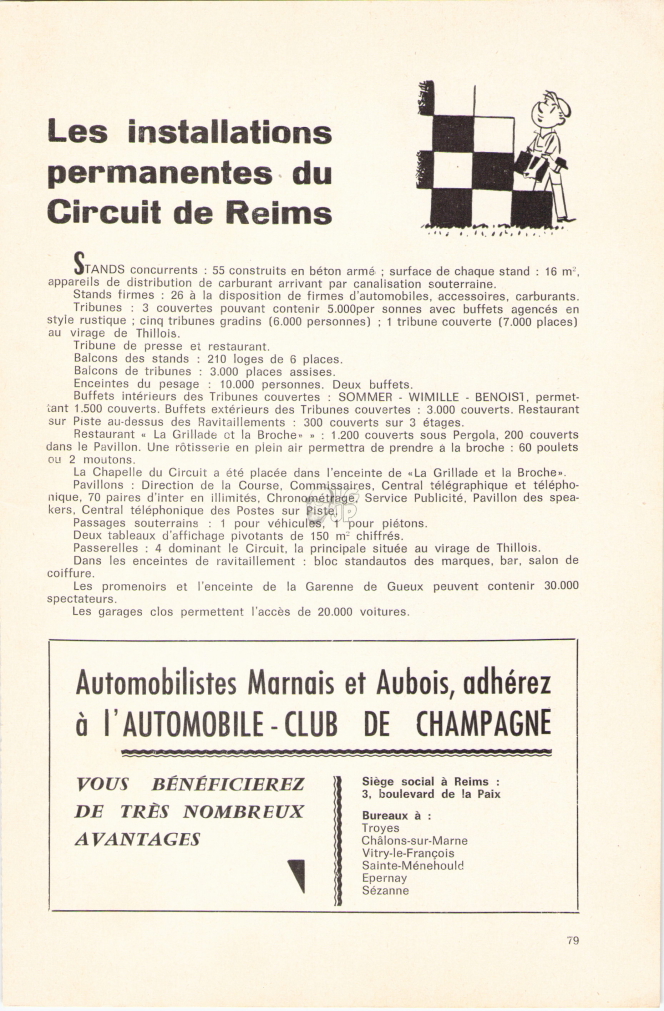 Les installations
permanentes du
Circuit de Reims
STANDS concurrents : 55 construits en béton armé ; surface de chaque stand : 16 m²,
appareils de distribution de carburant arrivant par canalisation souterraine.
Stands firmes : 26 à la disposition de firmes d'automobiles, accessoires, carburants.
Tribunes : 3 couvertes pouvant contenir 5.000per sonnes avec buffets agencés en
style rustique ; cinq tribunes gradins (6.000 personnes) ; 1 tribune couverte (7.000 places)
au virage de Thillois.
Tribune de presse et restaurant.
Balcons des stands : 210 loges de 6 places.
Balcons de tribunes : 3.000 places assises.
Enceintes du pesage : 10.000 personnes. Deux buffets.
Buffets intérieurs des Tribunes couvertes : SOMMER - WIMILLE - BENOIST, permet-
tant 1.500 couverts. Buffets extérieurs des Tribunes couvertes : 3.000 couverts. Restaurant
sur Piste au-dessus des Ravitaillements : 300 couverts sur 3 étages.
Restaurant « La Grillade et la Broche» » : 1.200 couverts sous Pergola, 200 couverts
dans le Pavillon. Une rôtisserie en plein air permettra de prendre à la broche : 60 poulets
ou 2 moutons.
La Chapelle du Circuit a été placée dans l'enceinte de «La Grillade et la Broche».
Pavillons : Direction de la Course, Commissaires, Central télégraphique et télépho-
nique, 70 paires d'inter en illimités, Chronométrage, Service Publicité, Pavillon des spea-
kers, Central téléphonique des Postes sur Piste.
Passages souterrains : 1 pour véhicules, 1 pour piétons.
Deux tableaux d'affichage pivotants de 150 m² chiffrés.
Passerelles : 4 dominant le Circuit, la principale située au virage de Thillois.
Dans les enceintes de ravitaillement : bloc standautos des marques, bar, salon de
coiffure.
Les promenoirs et l'enceinte de la Garenne de Gueux peuvent contenir 30.000
spectateurs.
Les garages clos permettent l'accès de 20.000 voitures.
Automobilistes Marnais et Aubois, adhérez
à l'AUTOMOBILE-CLUB DE CHAMPAGNE
VOUS BÉNÉFICIEREZ
DE TRÈS NOMBREUX
AVANTAGES
Siège social à Reims :
3, boulevard de la Paix
Bureaux à :
Troyes
Châlons-sur-Marne
Vitry-le-François
Sainte-Ménehould
Epernay
Sézanne
79